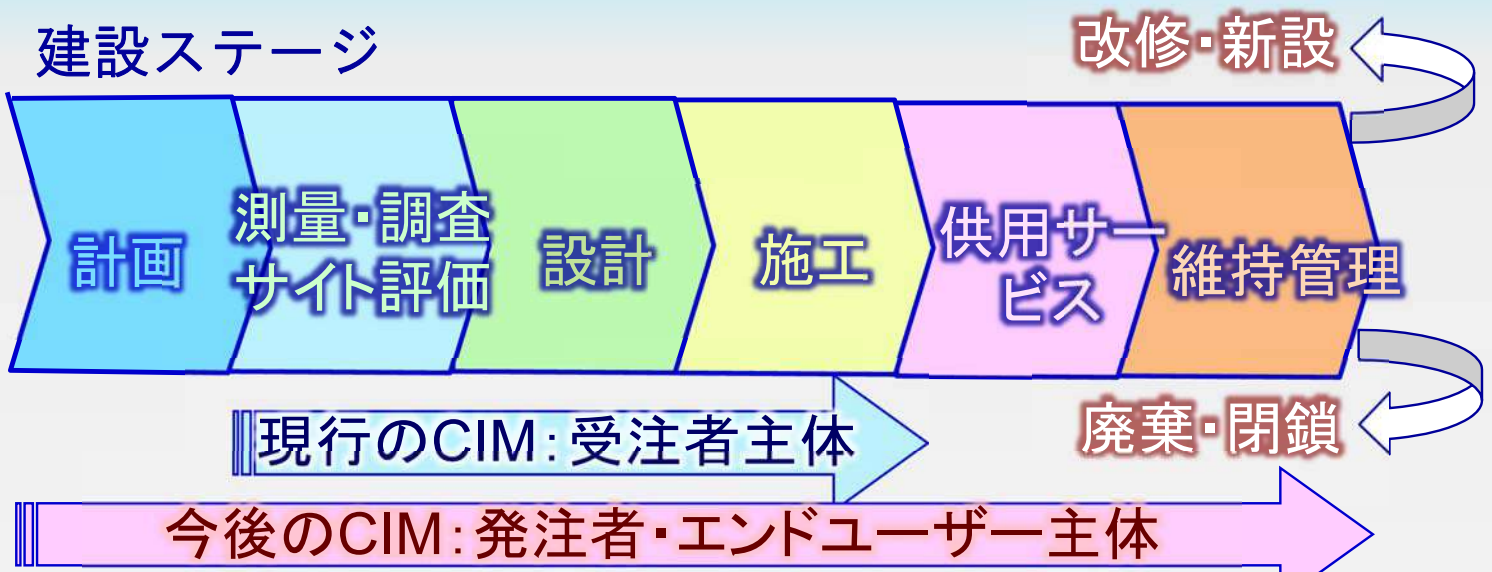 建設ステージ
改修・新設
計画
測量・調査
サイト評価
設計
施工
供用サー
ビス
維持管理
現行のCIM：受注者主体
廃棄・閉鎖
今後のCIM：発注者・エンドユーザー主体